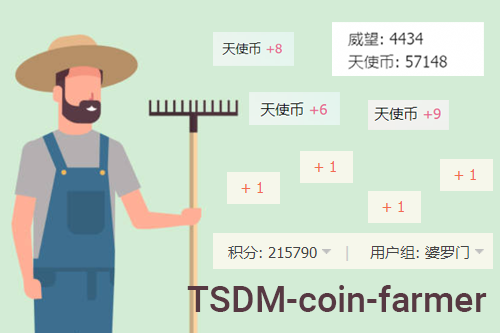 天使币 +8
威望: 4434
天使币: 57148
天使币 +6
天使币 +9
+ 1
+ 1
+ 1
+ 1
积分: 215790 | 用户组: 婆罗门
TSDM-coin-farmer